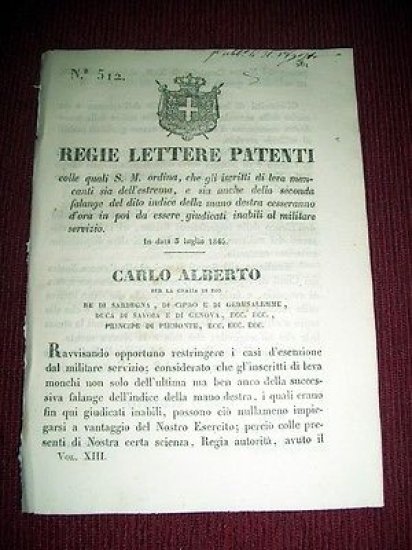 N.° 512.
REGIE LETTERE PATENTI
colle quali S. M. ordina, che gli iscritti di leva man-
canti sia dell'estrema, e sia anche della seconda
falange del dito indice della mano destra cesseranno
d'ora in poi da essere giudicati inabili al militare
servizio.
In data 5 luglio 1845.
CARLO ALBERTO
PER LA GRAZIA DI DIO
RE DI SARDEGNA, DI CIPRO E DI GERUSALEMME,
DUCA DI SAVOIA E DI GENOVA, ECC. ECC.,
PRINCIPE DI PIEMONTE, ECC. ECC. ECC.
Ravvisando opportuno restringere i casi d'esenzione
dal militare servizio; considerato che gl'inscritti di leva
monchi non solo dell'ultima ma ben anco della succes-
siva falange dell'indice della mano destra, i quali erano
fin qui giudicati inabili, possono ciò nullameno impie-
garsi a vantaggio del Nostro Esercito; perciò colle pre-
senti di Nostra certa scienza, Regia autorità, avuto il
Vol. XIII.